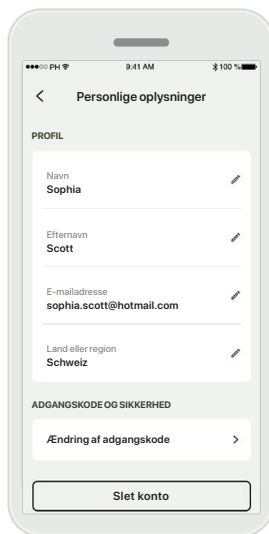 PH 9:41 AM 100 %
Personlige oplysninger
PROFIL
Navn
Sophia
Efternavn
Scott
E-mailadresse
sophia.scott@hotmail.com
Land eller region
Schweiz
ADGANGSKODE OG SIKKERHED
Ændring af adgangskode
Slet konto